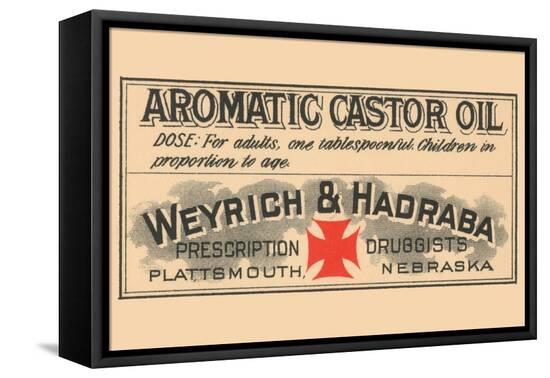 AROMATIC CASTOR OIL
DOSE: For adults, one tablespoonful. Children in
proportion to age.
WEYRICH & HADRABA
PRESCRIPTION DRUGGISTS
PLATTSMOUTH, NEBRASKA